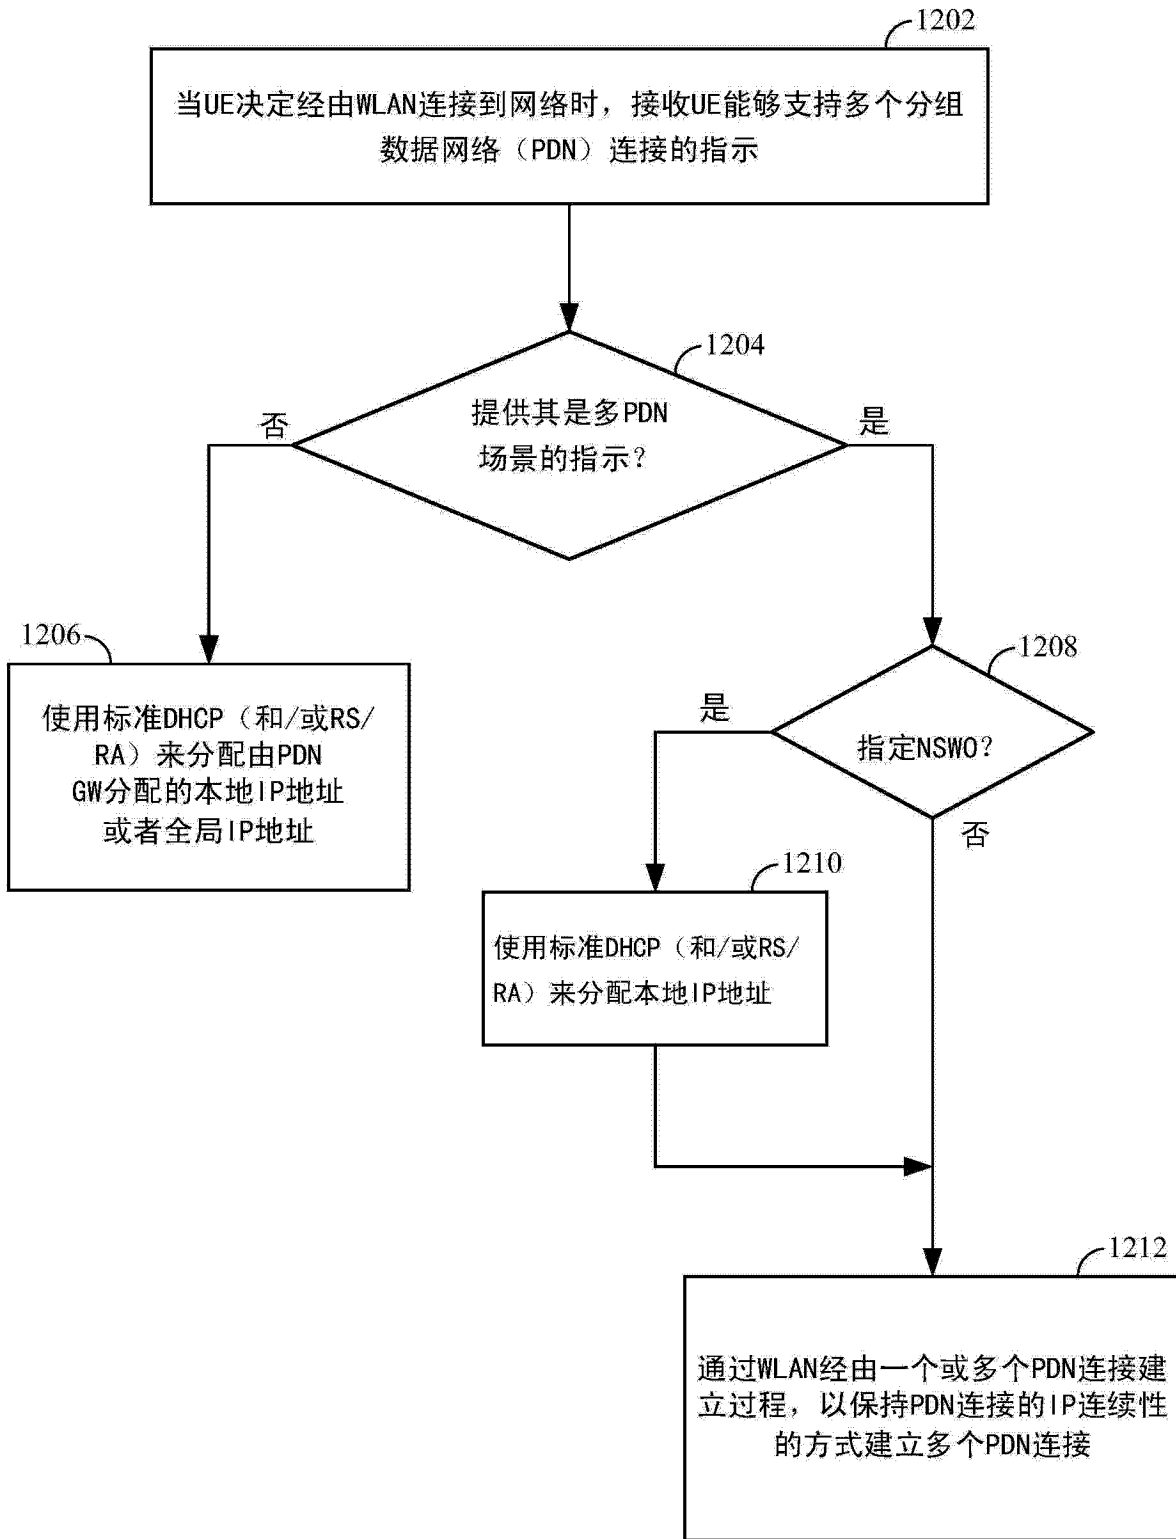 1202
当UE决定经由WLAN连接到网络时，接收UE能够支持多个分组
数据网络（PDN）连接的指示
1204
提供其是多PDN
场景的指示？
否
是
1206
使用标准DHCP（和/或RS/
RA）来分配由PDN
GW分配的本地IP地址
或者全局IP地址
1208
指定NSWO？
是
否
1210
使用标准DHCP（和/或RS/
RA）来分配本地IP地址
1212
通过WLAN经由一个或多个PDN连接建
立过程，以保持PDN连接的IP连续性
的方式建立多个PDN连接